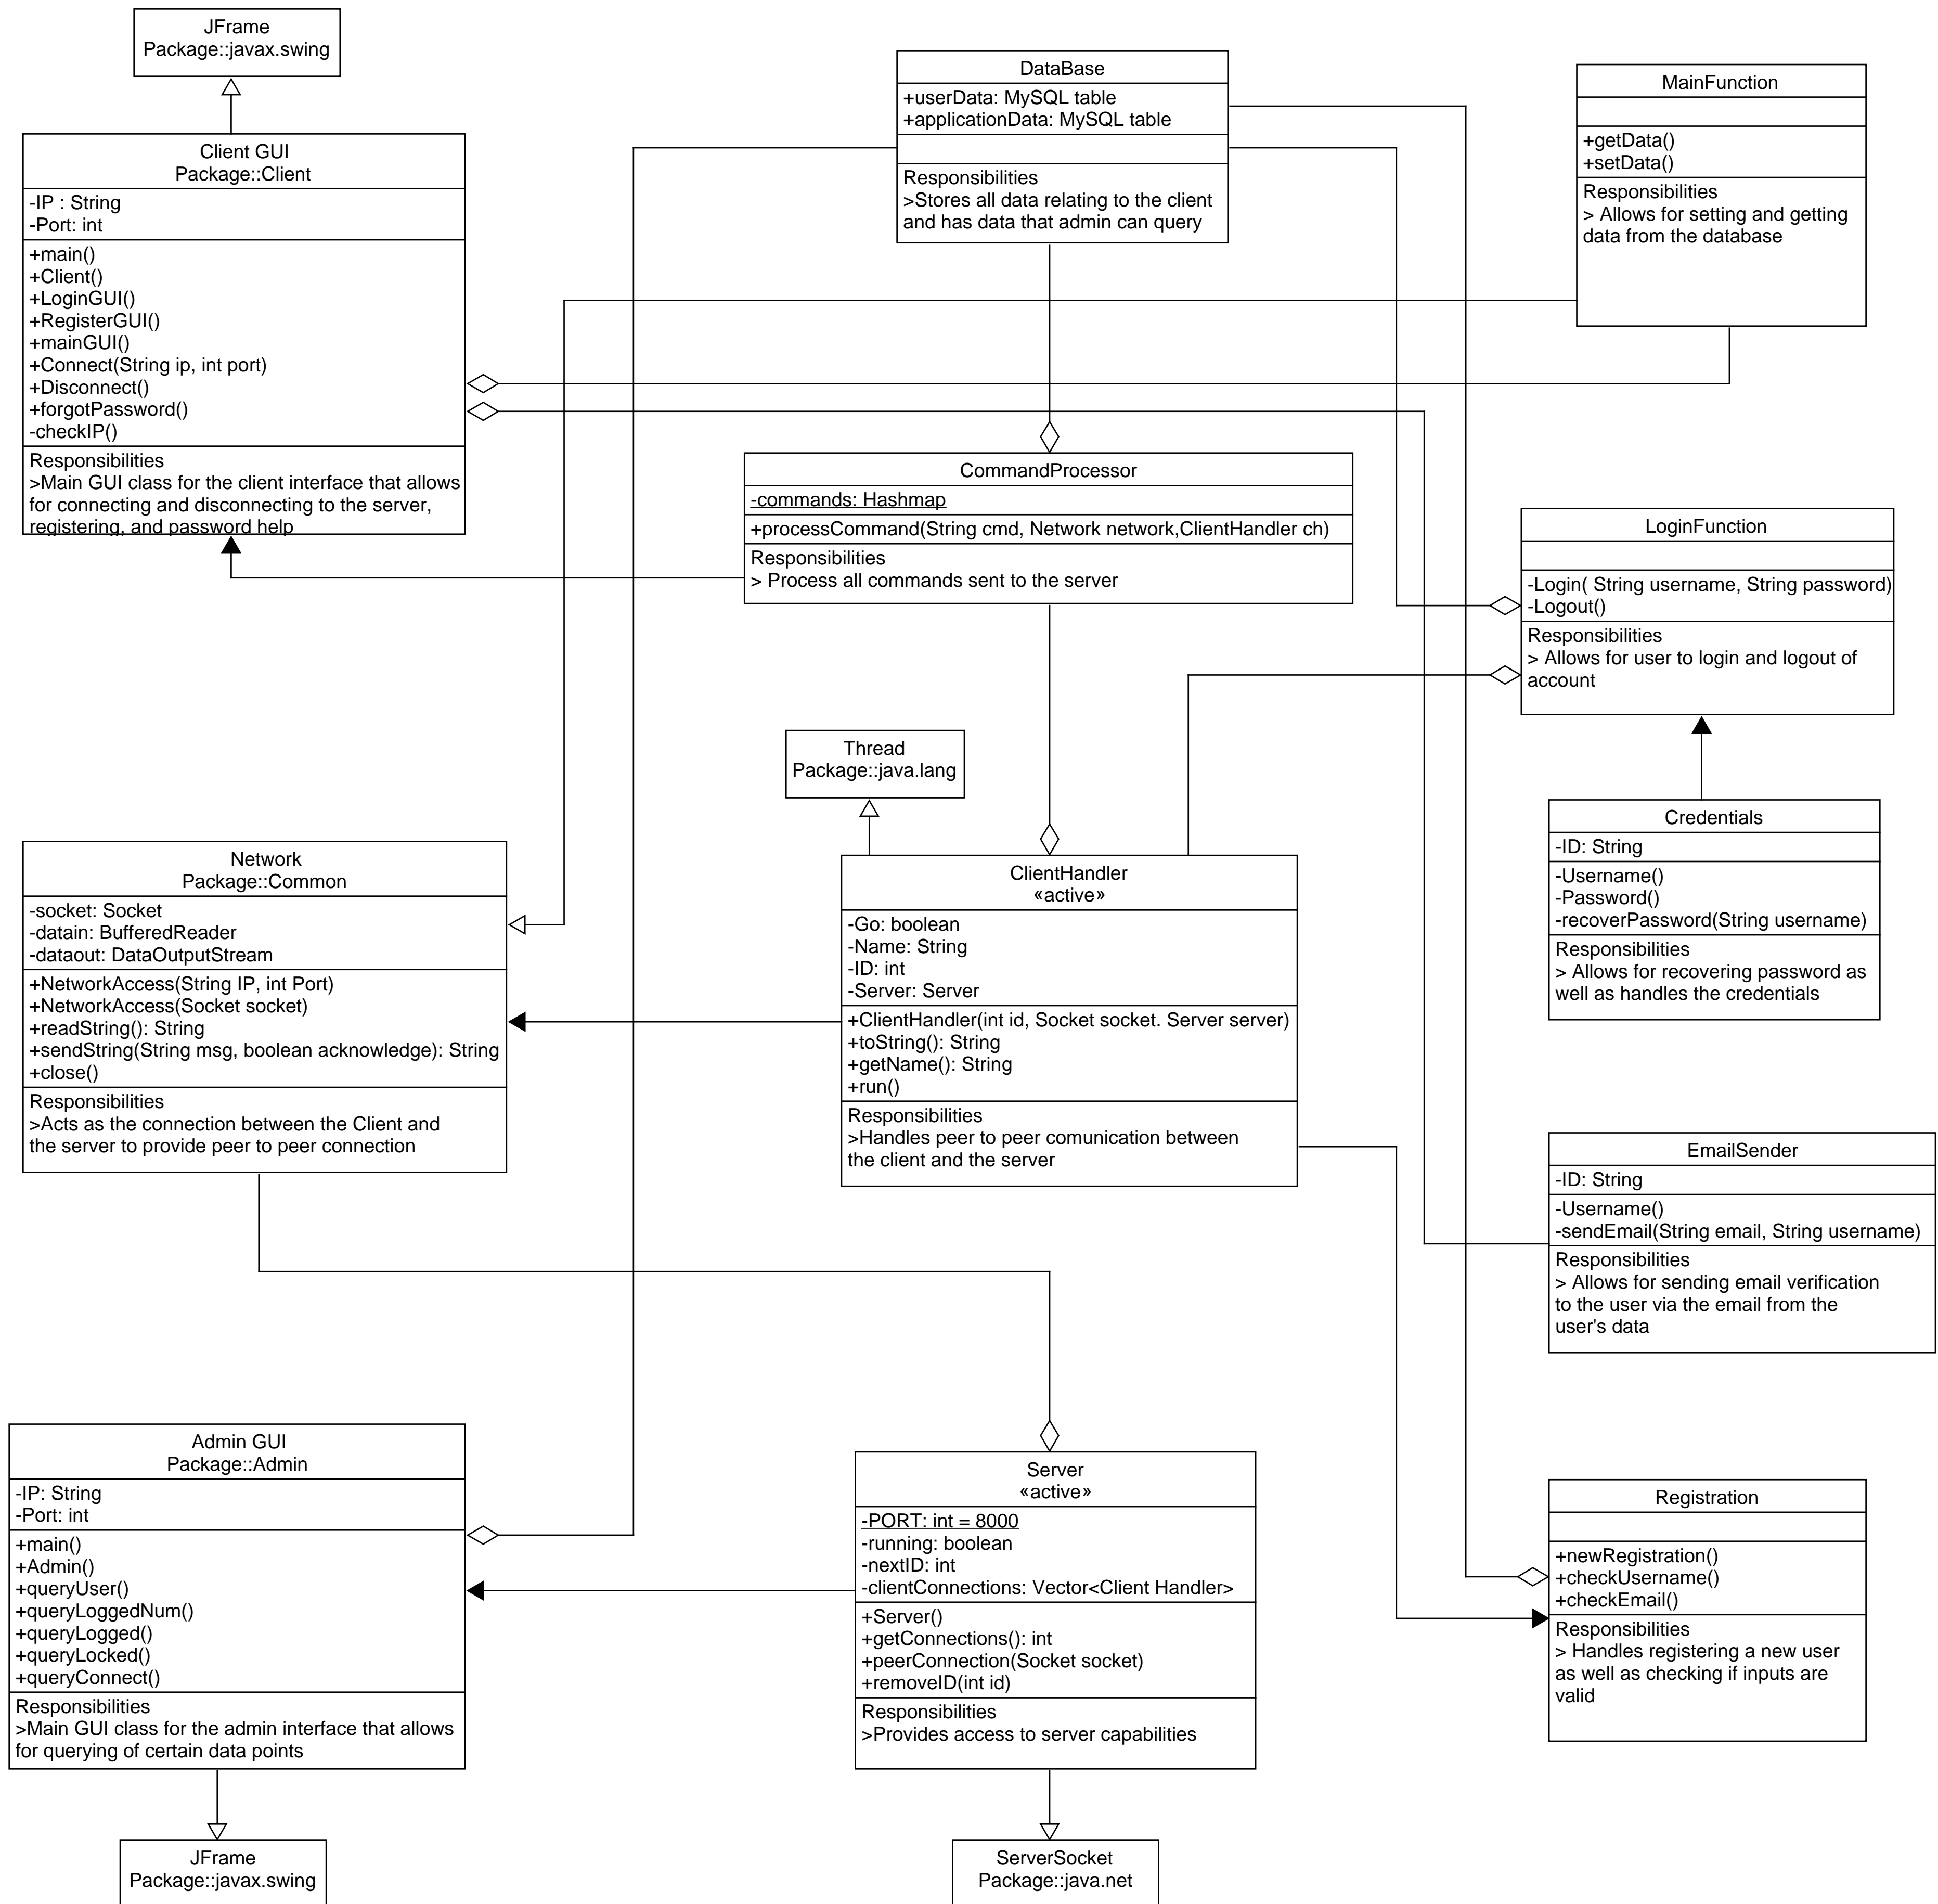 JFrame
Package::javax.swing
Client GUI
Package::Client
-IP : String
-Port: int
+main()
+Client()
+LoginGUI()
+RegisterGUI()
+mainGUI()
+Connect(String ip, int port)
+Disconnect()
+forgotPassword()
-checkIP()
Responsibilities
>Main GUI class for the client interface that allows
for connecting and disconnecting to the server,
registering, and password help
DataBase
+userData: MySQL table
+applicationData: MySQL table
Responsibilities
>Stores all data relating to the client
and has data that admin can query
MainFunction
+getData()
+setData()
Responsibilities
> Allows for setting and getting
data from the database
CommandProcessor
-commands: Hashmap
+processCommand(String cmd, Network network,ClientHandler ch)
Responsibilities
> Process all commands sent to the server
LoginFunction
-Login( String username, String password)
-Logout()
Responsibilities
> Allows for user to login and logout of
account
Thread
Package::java.lang
Credentials
-ID: String
-Username()
-Password()
-recoverPassword(String username)
Responsibilities
> Allows for recovering password as
well as handles the credentials
Network
Package::Common
-socket: Socket
-datain: BufferedReader
-dataout: DataOutputStream
+NetworkAccess(String IP, int Port)
+NetworkAccess(Socket socket)
+readString(): String
+sendString(String msg, boolean acknowledge): String
+close()
Responsibilities
>Acts as the connection between the Client and
the server to provide peer to peer connection
ClientHandler
«active»
-Go: boolean
-Name: String
-ID: int
-Server: Server
+ClientHandler(int id, Socket socket. Server server)
+toString(): String
+getName(): String
+run()
Responsibilities
>Handles peer to peer comunication between
the client and the server
EmailSender
-ID: String
-Username()
-sendEmail(String email, String username)
Responsibilities
> Allows for sending email verification
to the user via the email from the
user's data
Admin GUI
Package::Admin
-IP: String
-Port: int
+main()
+Admin()
+queryUser()
+queryLoggedNum()
+queryLogged()
+queryLocked()
+queryConnect()
Responsibilities
>Main GUI class for the admin interface that allows
for querying of certain data points
Server
«active»
-PORT: int = 8000
-running: boolean
-nextID: int
-clientConnections: Vector<Client Handler>
+Server()
+getConnections(): int
+peerConnection(Socket socket)
+removeID(int id)
Responsibilities
>Provides access to server capabilities
Registration
+newRegistration()
+checkUsername()
+checkEmail()
Responsibilities
> Handles registering a new user
as well as checking if inputs are
valid
JFrame
Package::javax.swing
ServerSocket
Package::java.net